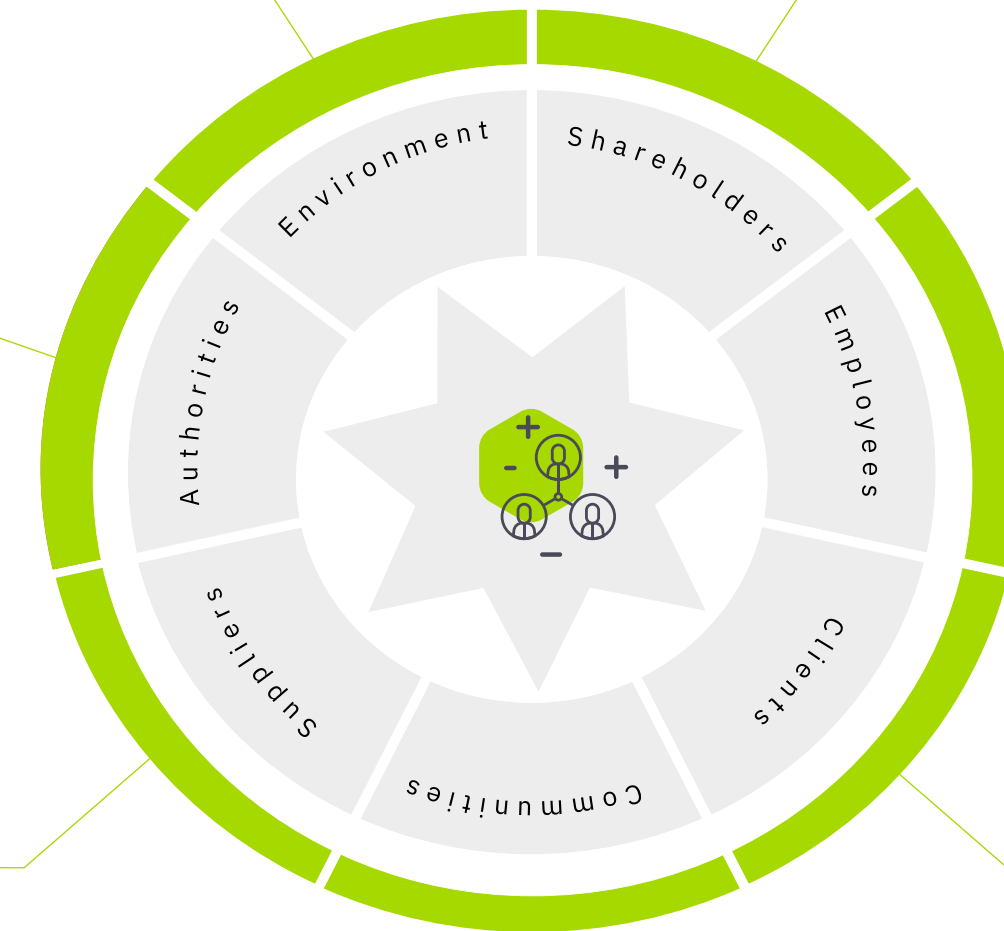 Shareholders
Employees
Clients
Communities
Suppliers
Authorities
Environment